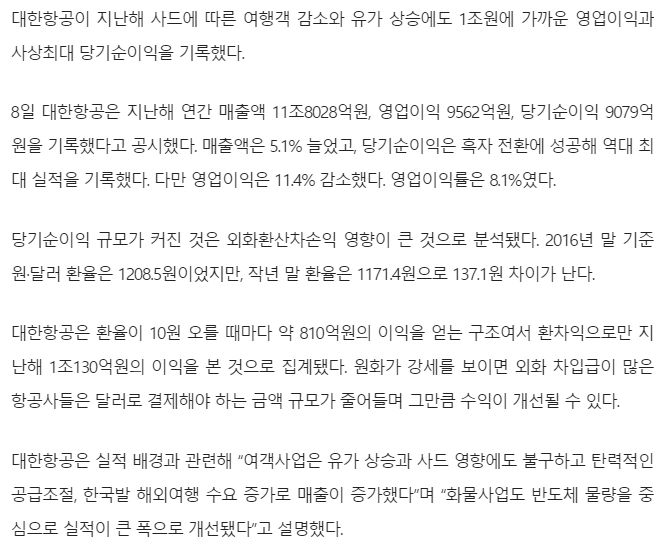 대한항공이 지난해 사드에 따른 여행객 감소와 유가 상승에도 1조원에 가까운 영업이익과
사상최대 당기순이익을 기록했다.
8일 대한항공은 지난해 연간 매출액 11조8028억원, 영업이익 9562억원, 당기순이익 9079억
원을 기록했다고 공시했다. 매출액은 5.1% 늘었고, 당기순이익은 흑자 전환에 성공해 역대 최
대 실적을 기록했다. 다만 영업이익은 11.4% 감소했다. 영업이익률은 8.1%였다.
당기순이익 규모가 커진 것은 외화환산차손익 영향이 큰 것으로 분석됐다. 2016년 말 기준
원·달러 환율은 1208.5원이었지만, 작년 말 환율은 1171.4원으로 137.1원 차이가 난다.
대한항공은 환율이 10원 오를 때마다 약 810억원의 이익을 얻는 구조여서 환차익으로만 지
난해 1조130억원의 이익을 본 것으로 집계됐다. 원화가 강세를 보이면 외화 차입급이 많은
항공사들은 달러로 결제해야 하는 금액 규모가 줄어들며 그만큼 수익이 개선될 수 있다.
대한항공은 실적 배경과 관련해 “여객사업은 유가 상승과 사드 영향에도 불구하고 탄력적인
공급조절, 한국발 해외여행 수요 증가로 매출이 증가했다”며 “화물사업도 반도체 물량을 중
심으로 실적이 큰 폭으로 개선됐다”고 설명했다.